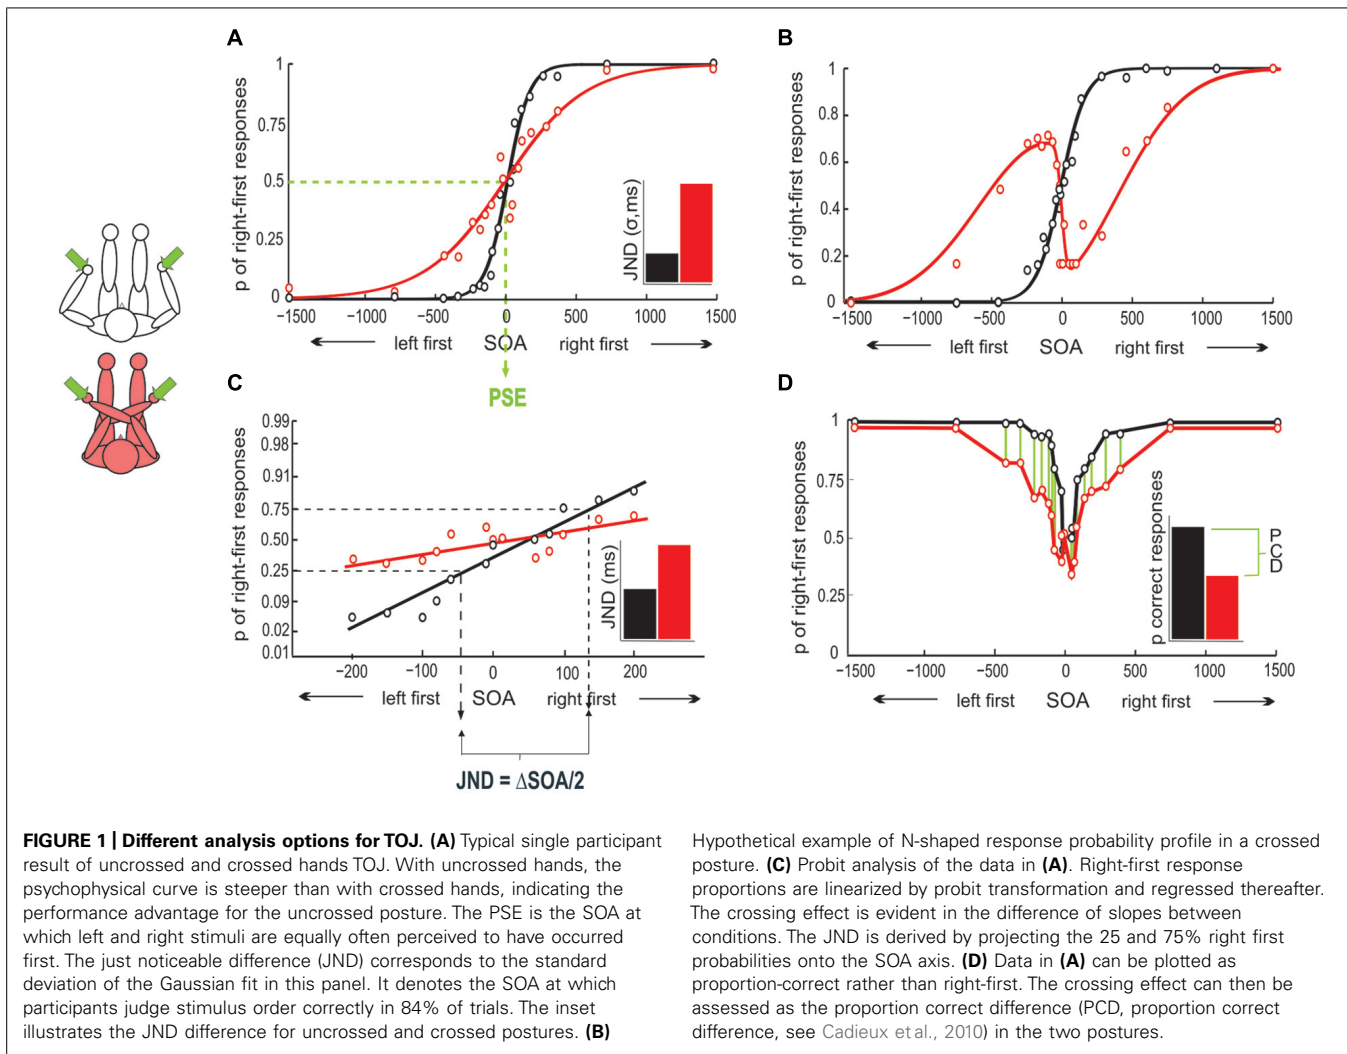 A
p of right-first responses
1
0.75
0.5
0.25
0
−1500
−1000
−500
0
500
1000
1500
left first
SOA
right first
PSE
JND (σ,ms)
B
p of right-first responses
1
0.8
0.6
0.4
0.2
0
−1500
−1000
−500
0
500
1000
1500
left first
SOA
right first
C
p of right-first responses
0.99
0.98
0.91
0.75
0.50
0.25
0.09
0.02
0.01
−200
−100
0
100
200
left first
SOA
right first
JND = ΔSOA/2
JND (ms)
D
p of right-first responses
1
0.75
0.5
0.25
0
−1500
−1000
−500
0
500
1000
1500
left first
SOA
right first
p correct responses
P
C
D
FIGURE 1 | Different analysis options for TOJ. (A) Typical single participant
result of uncrossed and crossed hands TOJ. With uncrossed hands, the
psychophysical curve is steeper than with crossed hands, indicating the
performance advantage for the uncrossed posture. The PSE is the SOA at
which left and right stimuli are equally often perceived to have occurred
first. The just noticeable difference (JND) corresponds to the standard
deviation of the Gaussian fit in this panel. It denotes the SOA at which
participants judge stimulus order correctly in 84% of trials. The inset
illustrates the JND difference for uncrossed and crossed postures. (B)
Hypothetical example of N-shaped response probability profile in a crossed
posture. (C) Probit analysis of the data in (A). Right-first response
proportions are linearized by probit transformation and regressed thereafter.
The crossing effect is evident in the difference of slopes between
conditions. The JND is derived by projecting the 25 and 75% right first
probabilities onto the SOA axis. (D) Data in (A) can be plotted as
proportion-correct rather than right-first. The crossing effect can then be
assessed as the proportion correct difference (PCD, proportion correct
difference, see Cadieux et al., 2010) in the two postures.